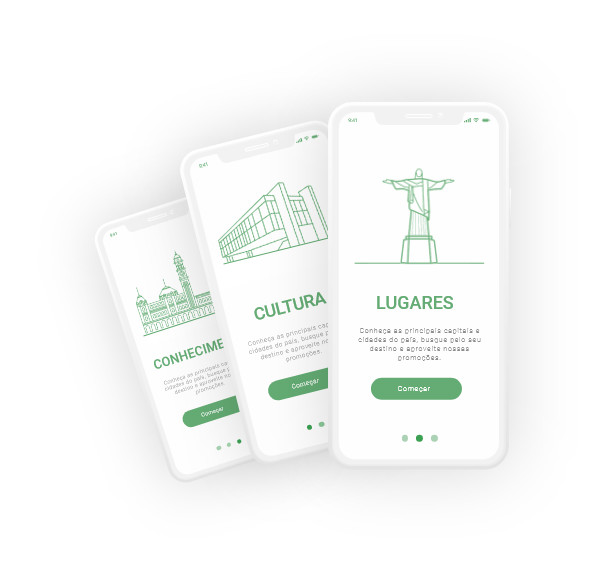 9:41
LUGARES
Conheça as principais capitais e
cidades do país, busque pelo seu
destino e aproveite nossas
promoções.
Começar
9:41
CULTURA
Conheça as principais cap
cidades do país, busque p
destino e aproveite no
promoções.
Começar
9:41
CONHECIME
Conheça as principais ca
cidades do país, busque p
destino e aproveite no
promoções.
Começar